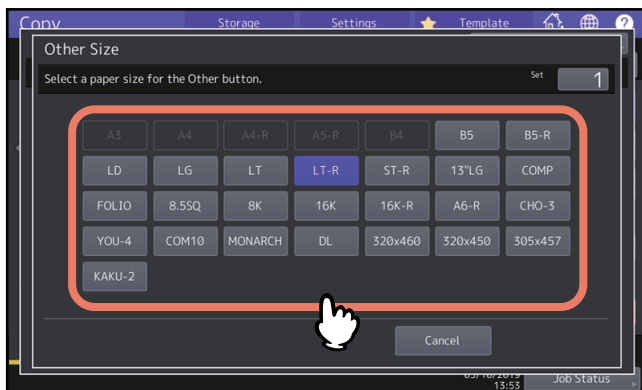 Copy Storage Settings Template ?
Other Size
Select a paper size for the Other button. Set 1
A3 A4 A4-R A5-R B4 B5 B5-R
LD LG LT LT-R ST-R 13"LG COMP
FOLIO 8.5SQ 8K 16K 16K-R A6-R CHO-3
YOU-4 COM10 MONARCH DL 320x460 320x450 305x457
KAKU-2
Cancel
13:53 Job Status